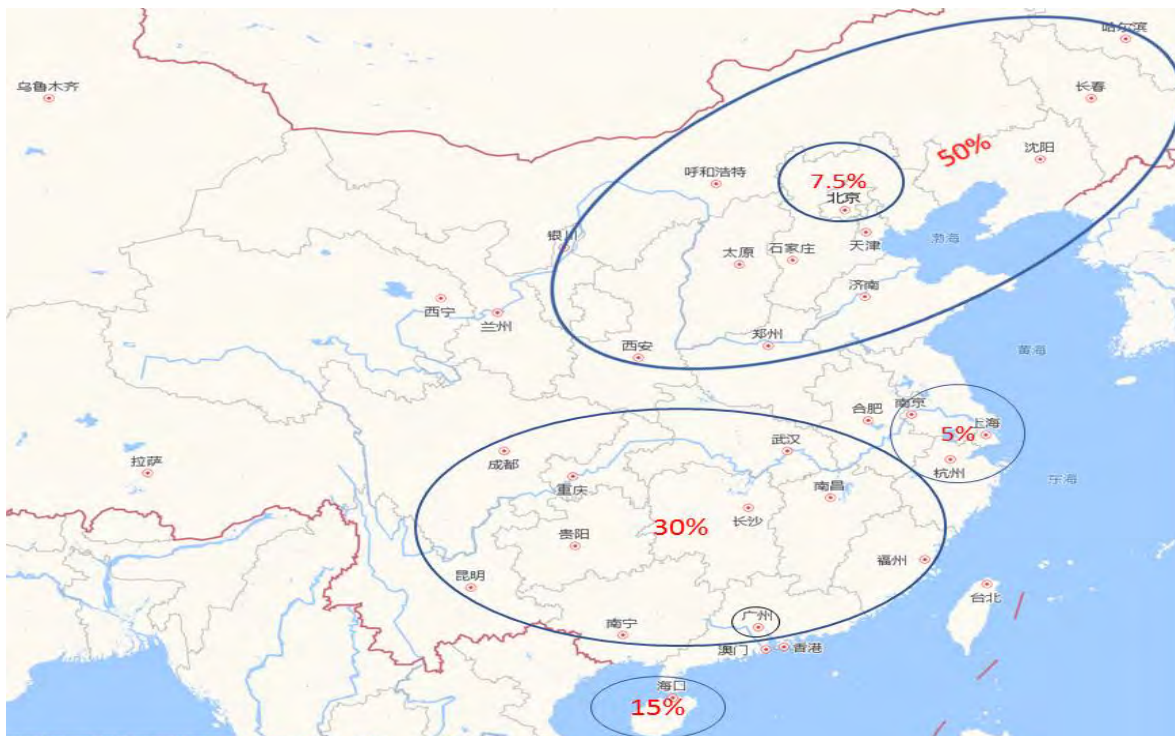 哈尔滨
乌鲁木齐
长春
50%
沈阳
呼和浩特
7.5%
北京
银川
天津
渤海
太原
石家庄
西宁
济南
兰州
郑州
西安
黄海
南京
合肥
5%
上海
武汉
成都
杭州
拉萨
东海
重庆
南昌
长沙
30%
贵阳
福州
昆明
台北
广州
南宁
澳门
香港
海口
15%